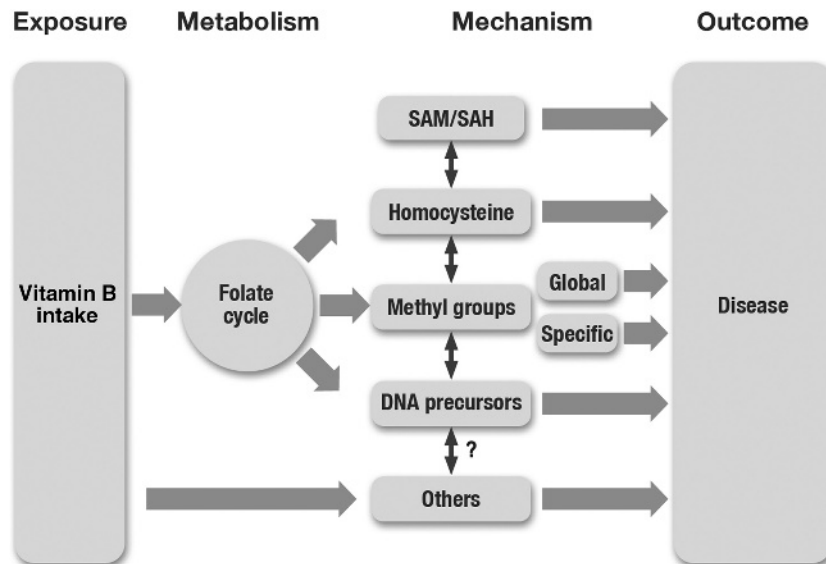 Exposure Metabolism Mechanism Outcome
SAM/SAH
Homocysteine
Vitamin B
intake
Folate
cycle
Methyl groups
Global
Specific
Disease
DNA precursors
?
Others